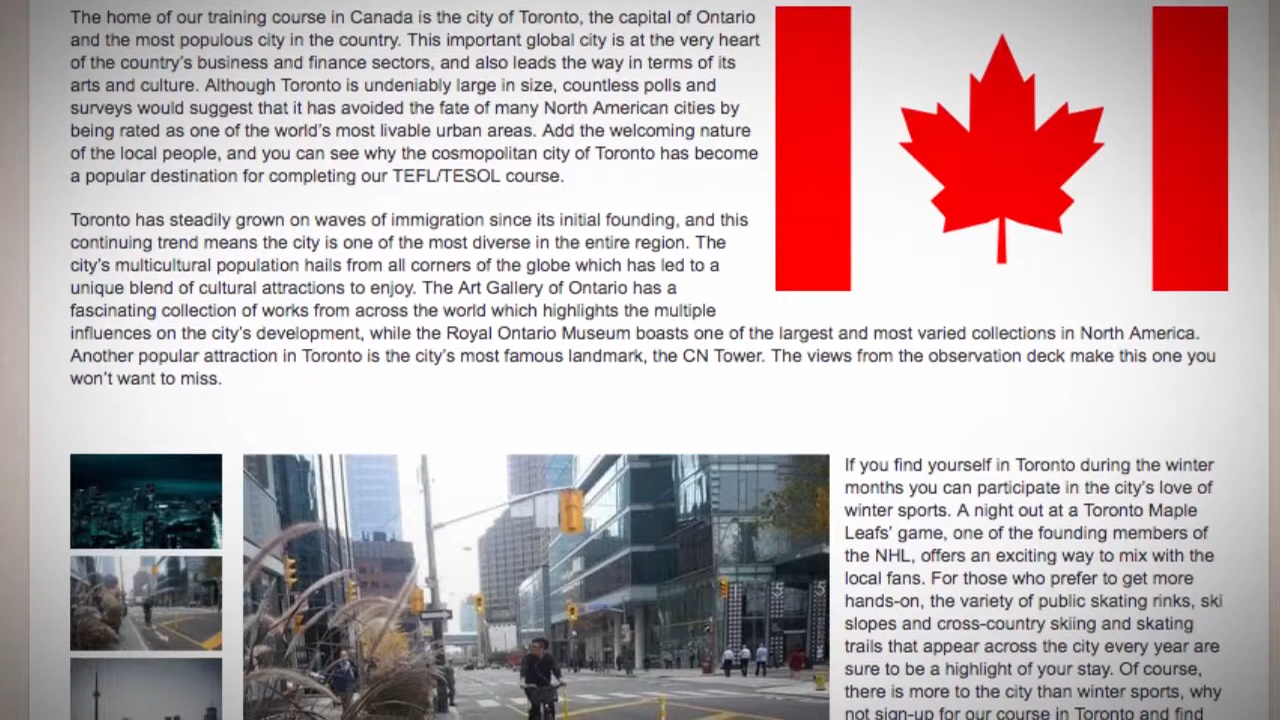 The home of our training course in Canada is the city of Toronto, the capital of Ontario
and the most populous city in the country. This important global city is at the very heart
of the country's business and finance sectors, and also leads the way in terms of its
arts and culture. Although Toronto is undeniably large in size, countless polls and
surveys would suggest that it has avoided the fate of many North American cities by
being rated as one of the world's most livable urban areas. Add the welcoming nature
of the local people, and you can see why the cosmopolitan city of Toronto has become
a popular destination for completing our TEFL/TESOL course.
Toronto has steadily grown on waves of immigration since its initial founding, and this
continuing trend means the city is one of the most diverse in the entire region. The
city's multicultural population hails from all corners of the globe which has led to a
unique blend of cultural attractions to enjoy. The Art Gallery of Ontario has a
fascinating collection of works from across the world which highlights the multiple
influences on the city's development, while the Royal Ontario Museum boasts one of the largest and most varied collections in North America.
Another popular attraction in Toronto is the city's most famous landmark, the CN Tower. The views from the observation deck make this one you
won't want to miss.
If you find yourself in Toronto during the winter
months you can participate in the city's love of
winter sports. A night out at a Toronto Maple
Leafs' game, one of the founding members of
the NHL, offers an exciting way to mix with the
local fans. For those who prefer to get more
hands-on, the variety of public skating rinks, ski
slopes and cross-country skiing and skating
trails that appear across the city every year are
sure to be a highlight of your stay. Of course,
there is more to the city than winter sports, why
not sign-up for our course in Toronto and find